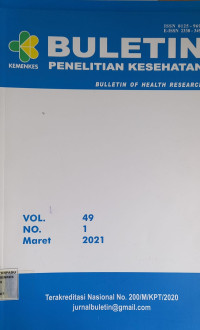 KEMENKES
BULETIN
PENELITIAN KESEHATAN
BULLETIN OF HEALTH RESEARCH
VOL. 49
NO. 1
Maret 2021
Terakreditasi Nasional No. 200/M/KPT/2020
jurnalbuletin@gmail.com